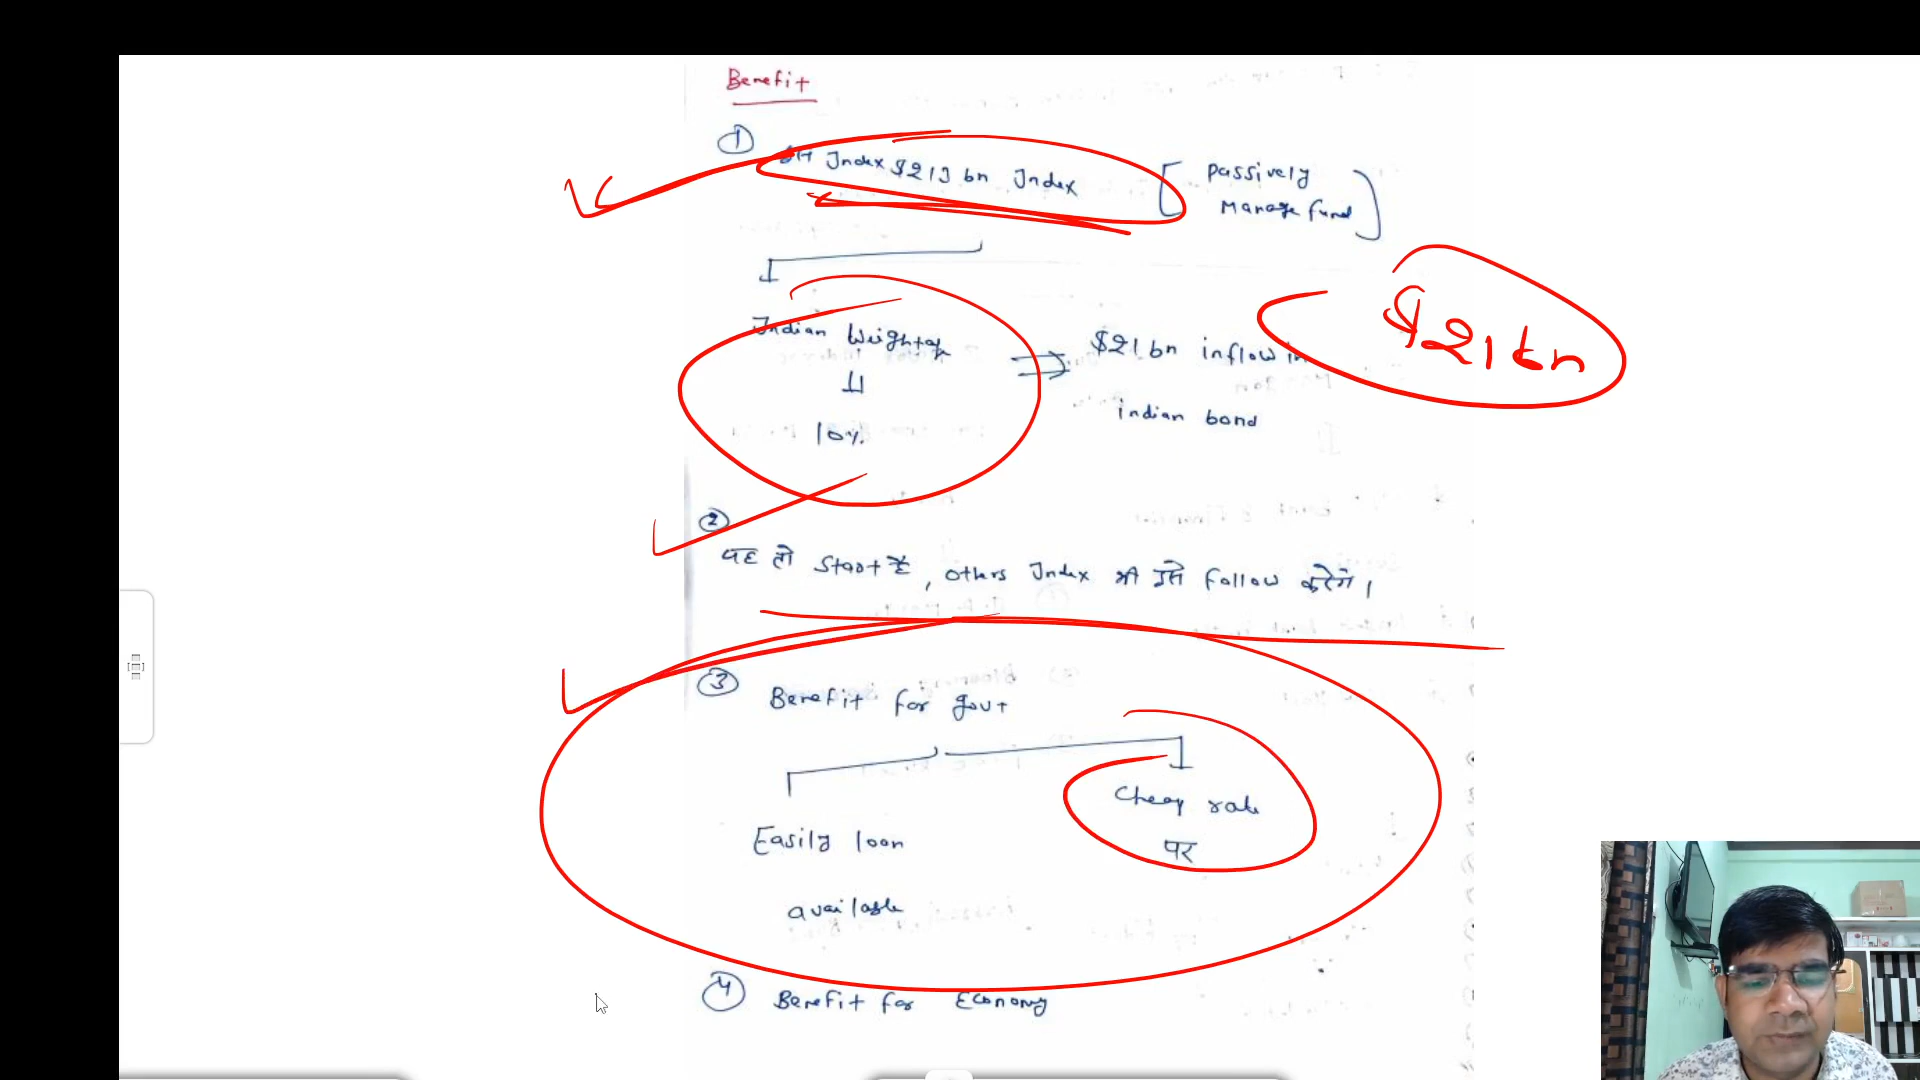 Benefit
① Index $213 bn Index [Passively
Manage fund]
Indian Weightage ⇒ $21 bn inflow in
$21 bn
10%
indian bond
②
यह तो Start है, others Index भी इसे follow करेंगे।
③ Benefit for govt
Cheap rate
Easily loan पर
available
④ Benefit for Economy